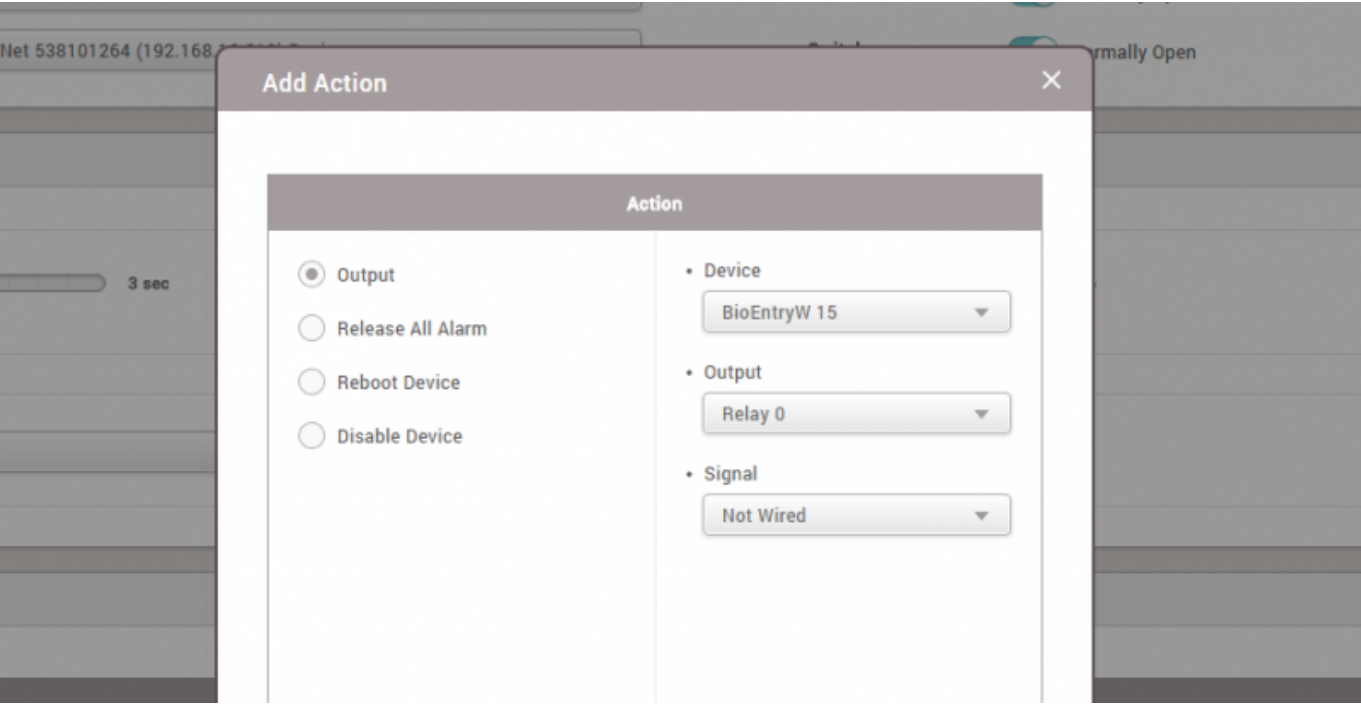 Net 538101264 (192.168.
rmally Open
Add Action
Action
3 sec
Output
Release All Alarm
Reboot Device
Disable Device
• Device
BioEntryW 15
• Output
Relay 0
• Signal
Not Wired